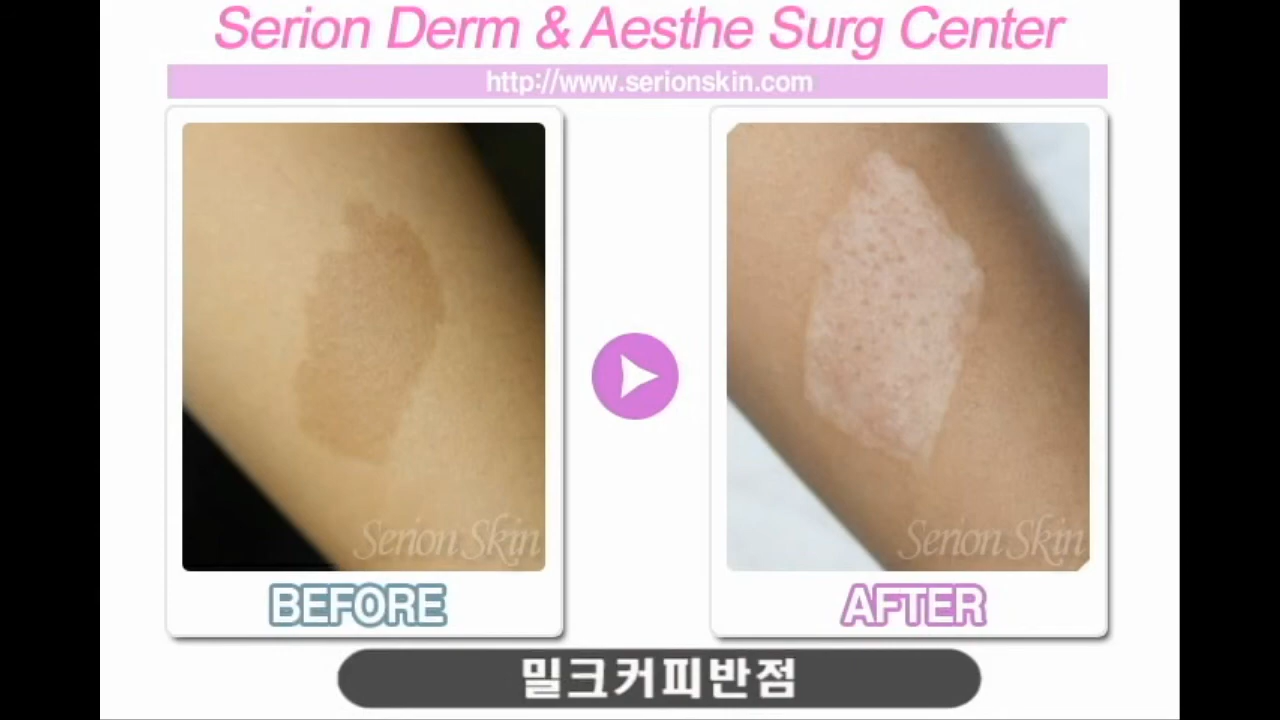 Serion Derm & Aesthe Surg Center
http://www.serionskin.com
Serion Skin
Serion Skin
BEFORE
AFTER
밀크커피반점